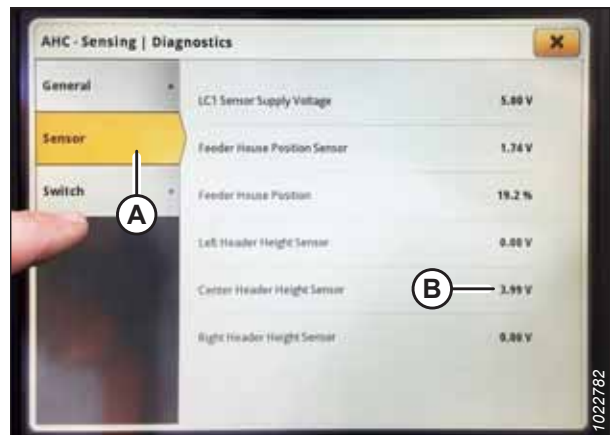 AHC - Sensing | Diagnostics
General
LC1 Sensor Supply Voltage 5.00 V
Sensor
Feeder House Position Sensor 1.74 V
Switch
Feeder House Position 19.2 %
A
Left Header Height Sensor 0.00 V
Center Header Height Sensor B 3.99 V
Right Header Height Sensor 0.00 V
1022782